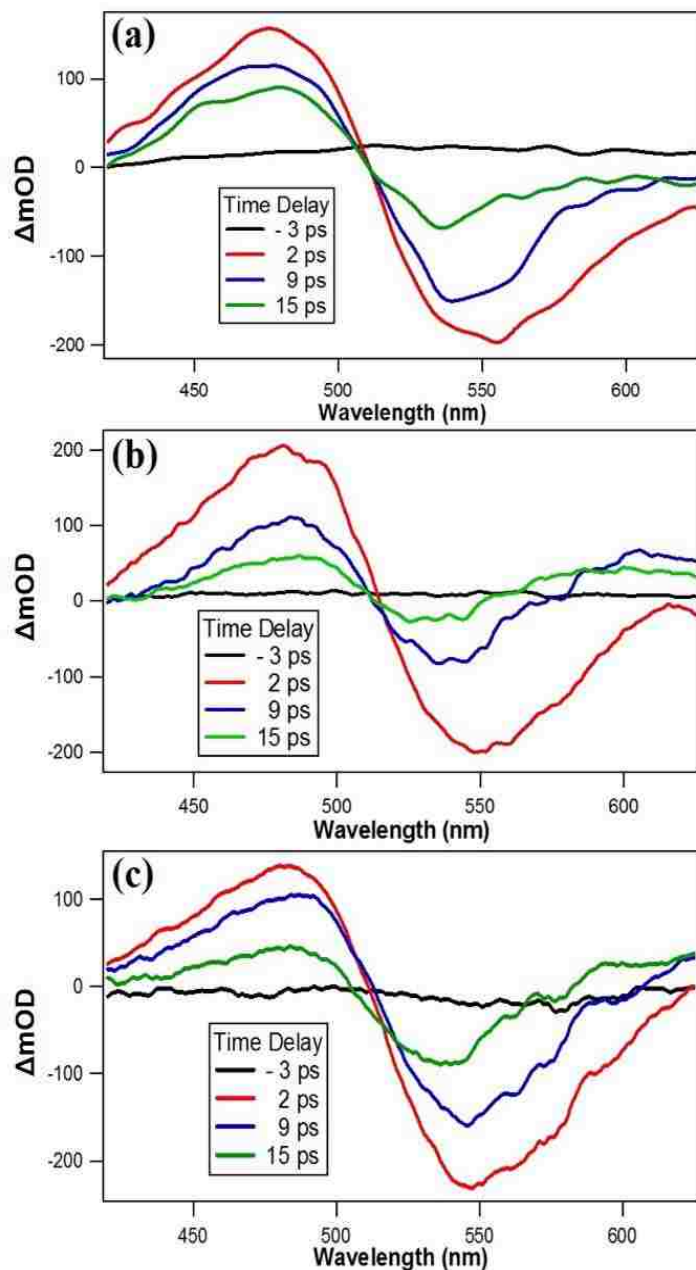 (a)
ΔmOD
100
0
-100
-200
Time Delay
- 3 ps
2 ps
9 ps
15 ps
450
500
550
600
Wavelength (nm)
(b)
ΔmOD
200
100
0
-100
-200
Time Delay
- 3 ps
2 ps
9 ps
15 ps
450
500
550
600
Wavelength (nm)
(c)
ΔmOD
100
0
-100
-200
Time Delay
- 3 ps
2 ps
9 ps
15 ps
450
500
550
600
Wavelength (nm)